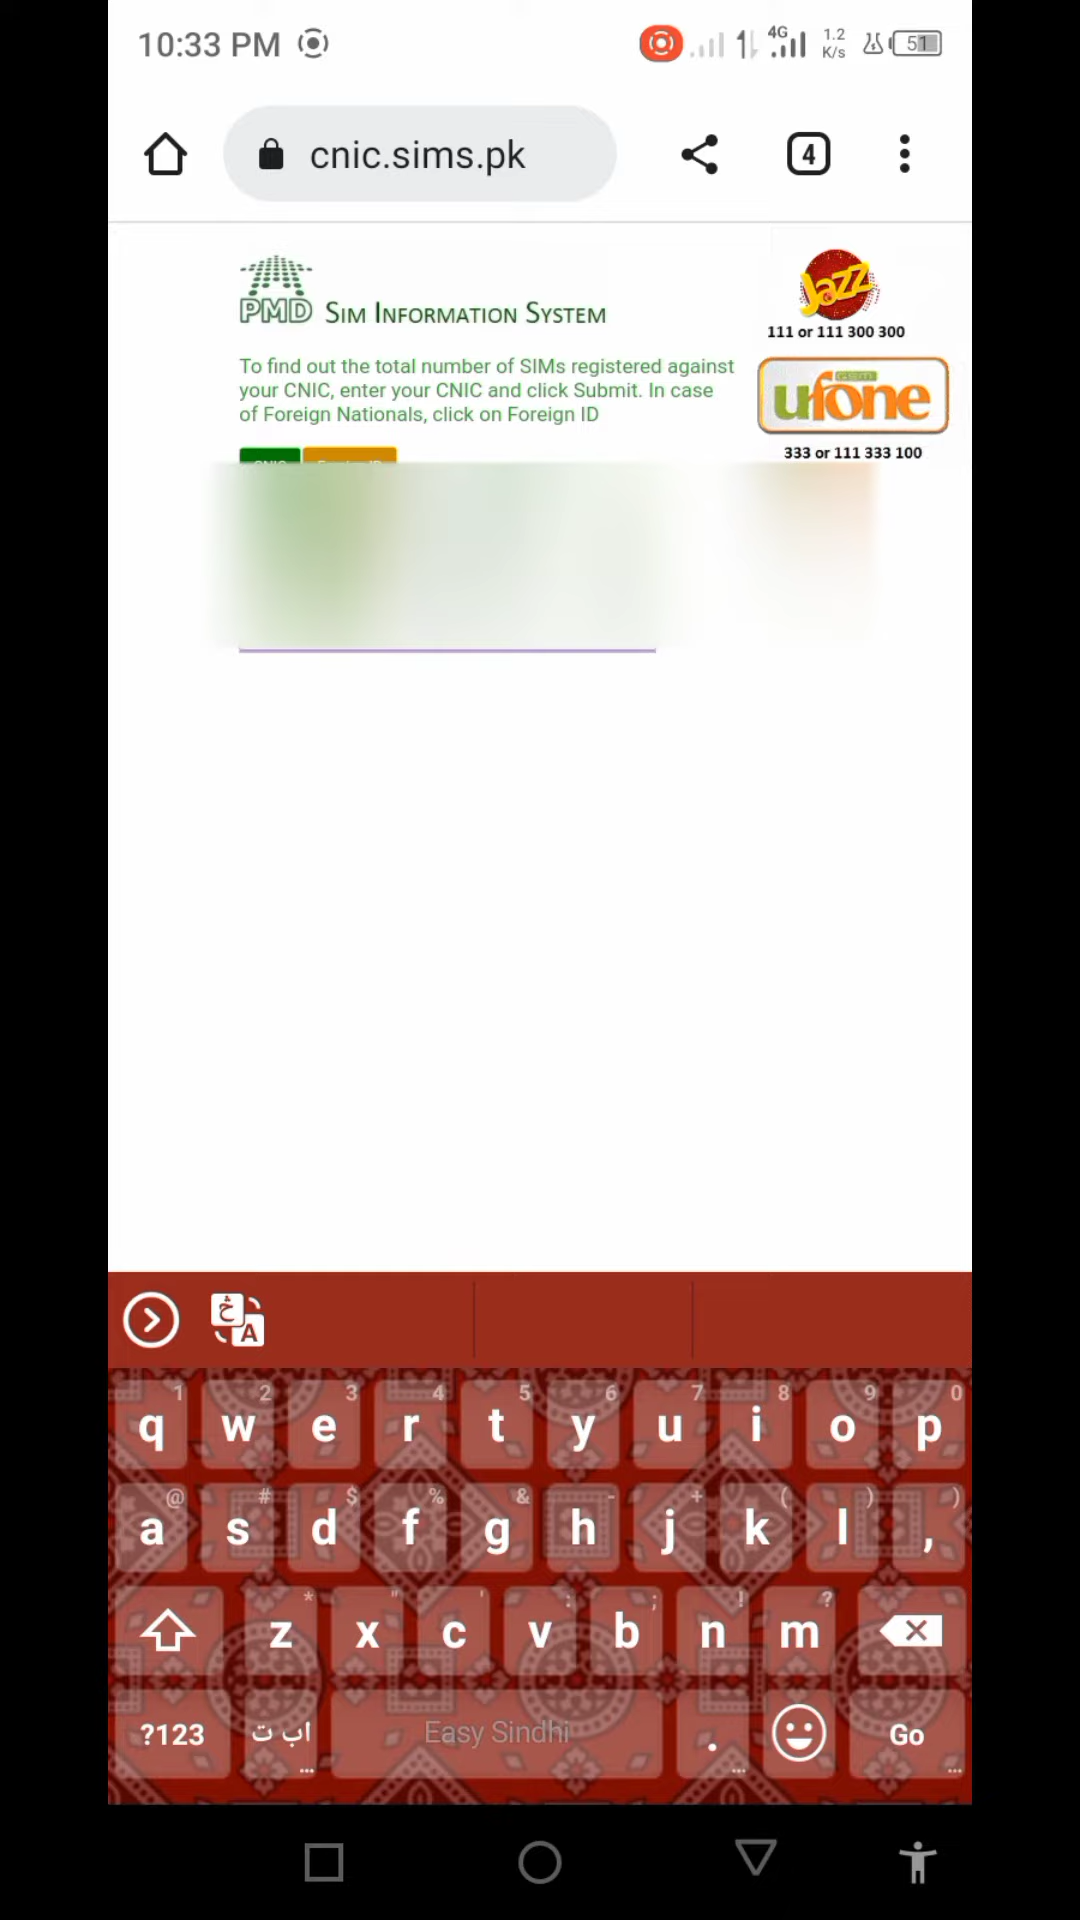 10:33 PM
4G
1.2
K/s
51
cnic.sims.pk
4
PMD SIM INFORMATION SYSTEM
Jazz
111 or 111 300 300
To find out the total number of SIMs registered against
your CNIC, enter your CNIC and click Submit. In case
of Foreign Nationals, click on Foreign ID
ufone
333 or 111 333 100
A
1 2 3 4 5 6 7 8 9 0
q w e r t y u i o p
@ # $ % & - + ( ) )
a s d f g h j k l ,
* " ' : ; ! ?
z x c v b n m
?123 اب ت Easy Sindhi . Go
... ... ...